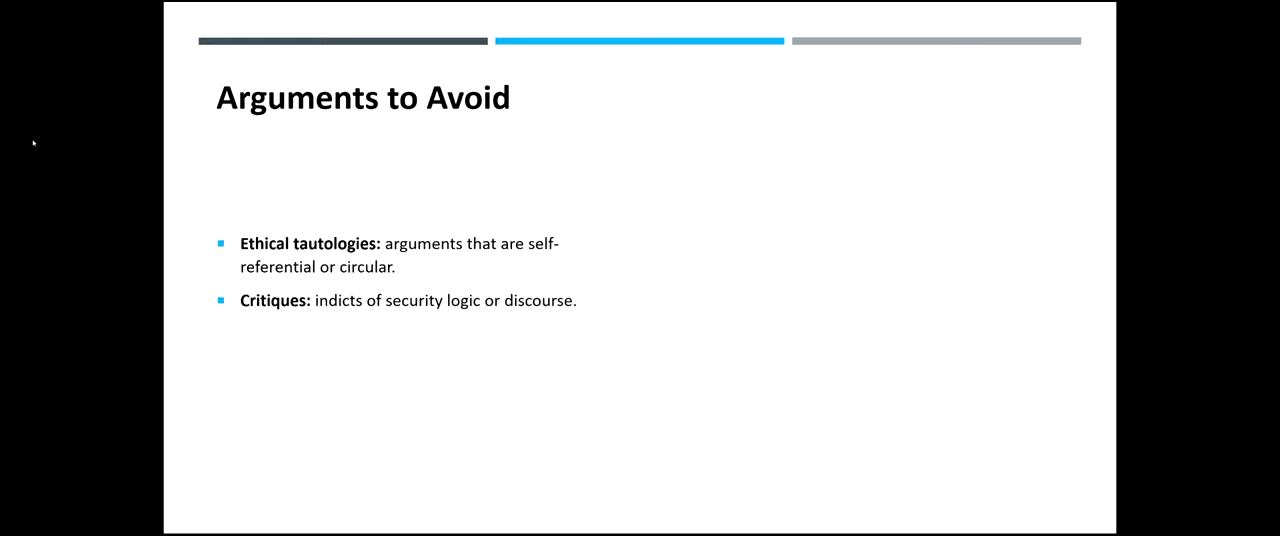 Arguments to Avoid
Ethical tautologies: arguments that are self-
referential or circular.
Critiques: indicts of security logic or discourse.